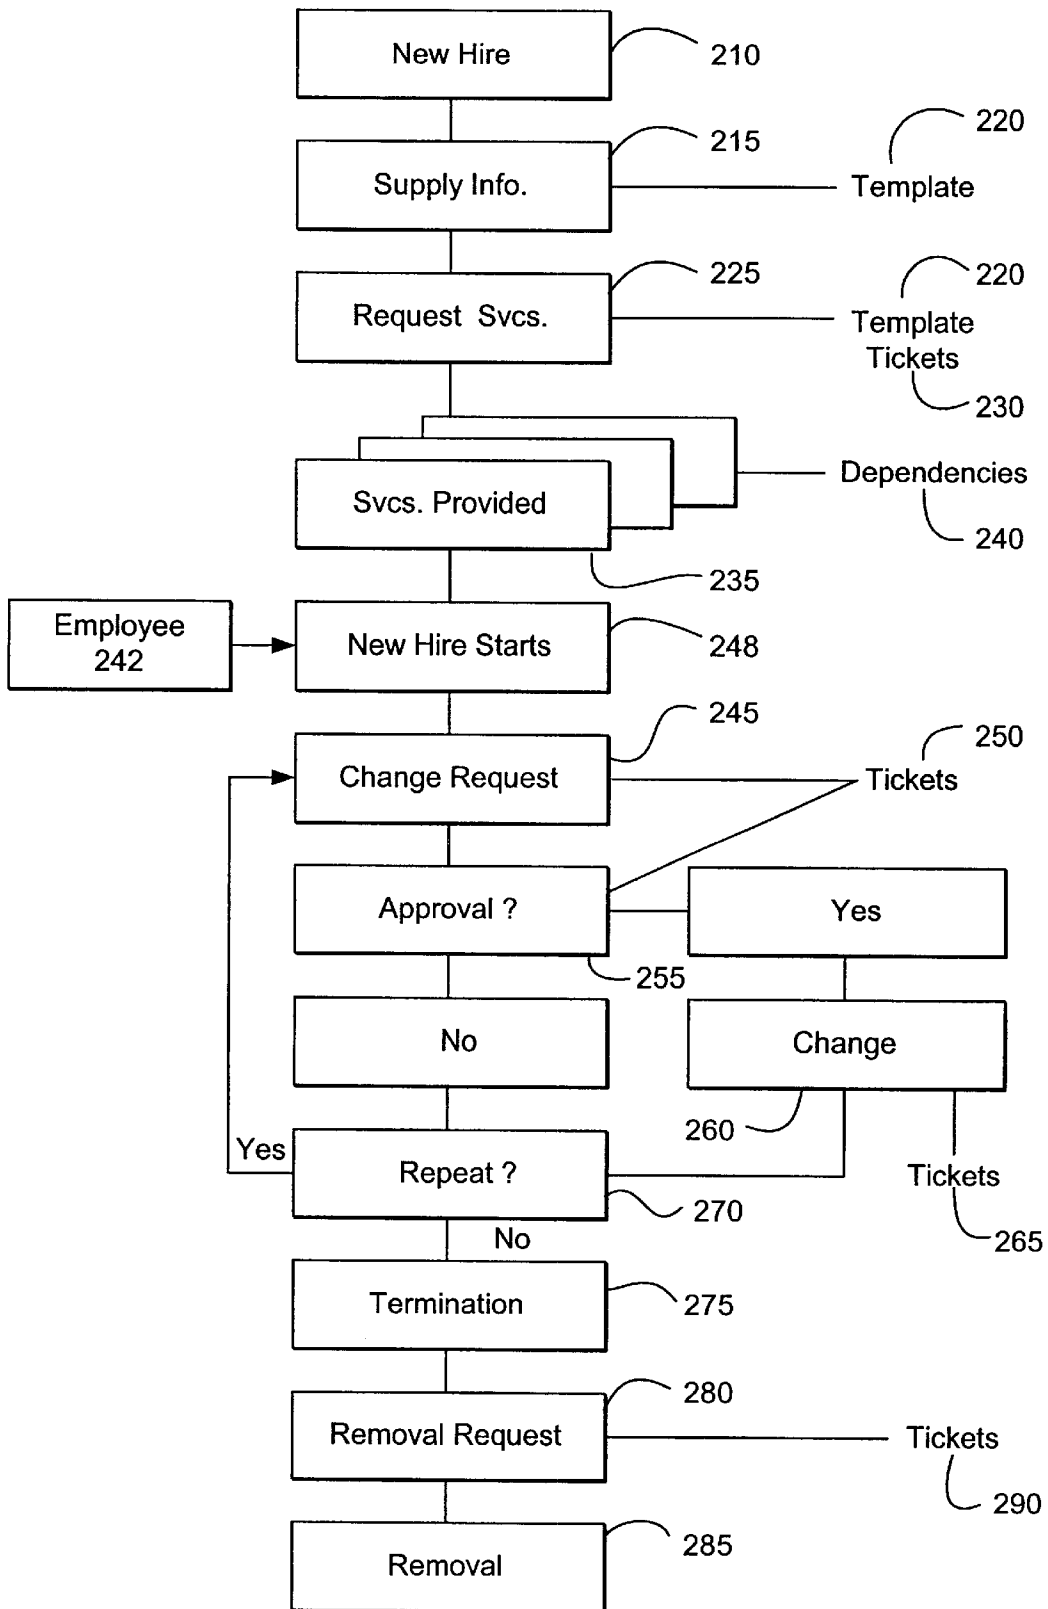 New Hire
210
220
215
Supply Info.
Template
225
220
Request Svcs.
Template
Tickets
230
Svcs. Provided
Dependencies
240
235
Employee
242
New Hire Starts
248
245
250
Change Request
Tickets
Approval ?
Yes
255
No
Change
260
Yes
Repeat ?
Tickets
270
265
No
Termination
275
280
Removal Request
Tickets
290
285
Removal